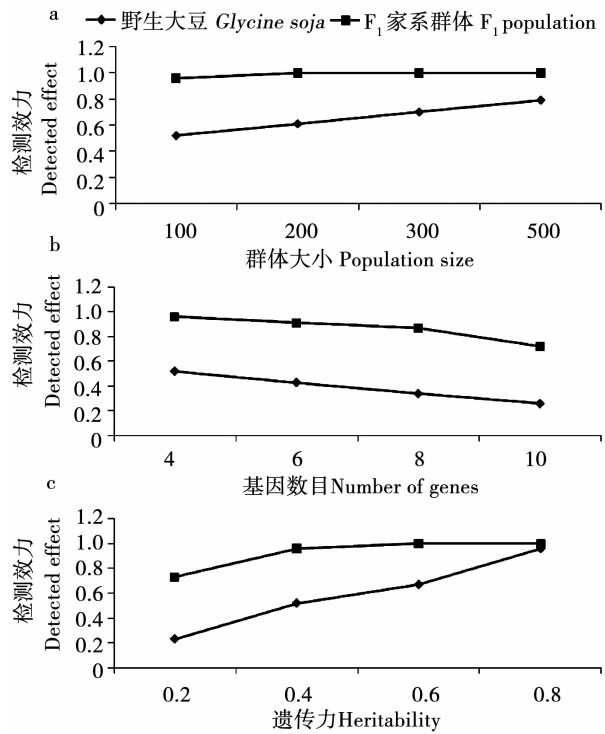 a
野生大豆 Glycine soja F1家系群体 F1 population
检测效力
Detected effect
1.2
1.0
0.8
0.6
0.4
0.2
0
100 200 300 500
群体大小 Population size
b
检测效力
Detected effect
1.2
1.0
0.8
0.6
0.4
0.2
0
4 6 8 10
基因数目Number of genes
c
检测效力
Detected effect
1.2
1.0
0.8
0.6
0.4
0.2
0
0.2 0.4 0.6 0.8
遗传力Heritability